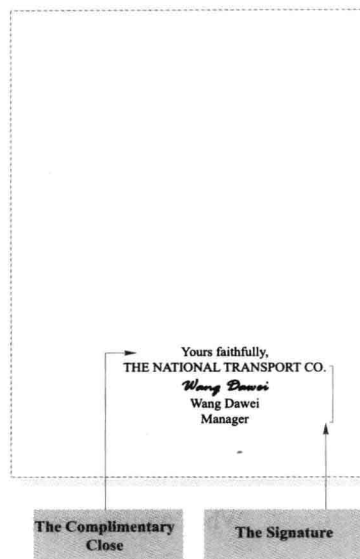 Yours faithfully,
THE NATIONAL TRANSPORT CO.
Wang Dawei
Wang Dawei
Manager
The Complimentary
Close
The Signature